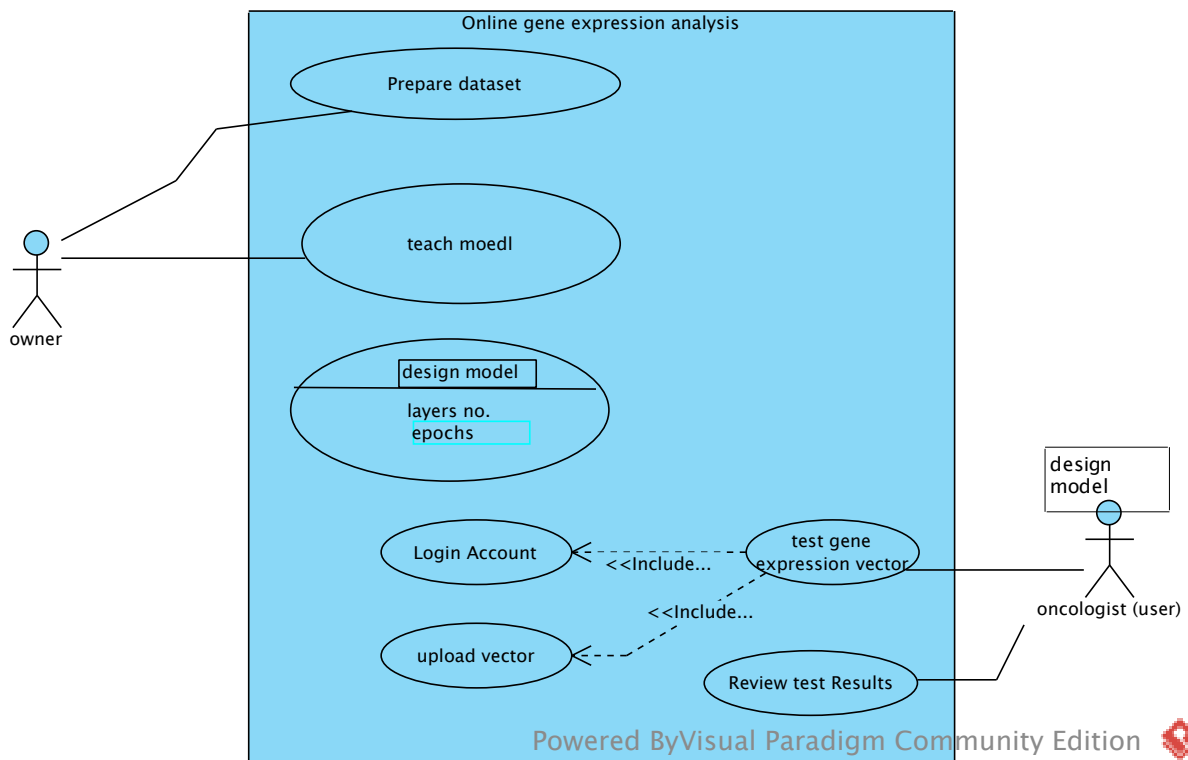 Online gene expression analysis
Prepare dataset
teach moedl
owner
design model
layers no.
epochs
design
model
Login Account
<<Include...
test gene
expression vector
oncologist (user)
<<Include...
upload vector
Review test Results
Powered ByVisual Paradigm Community Edition